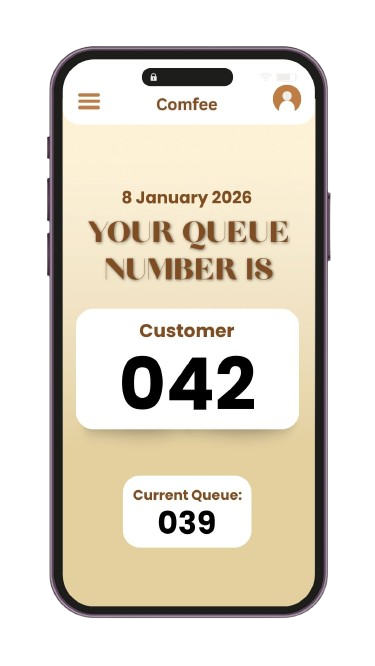 Comfee
8 January 2026
YOUR QUEUE
NUMBER IS
Customer
042
Current Queue:
039